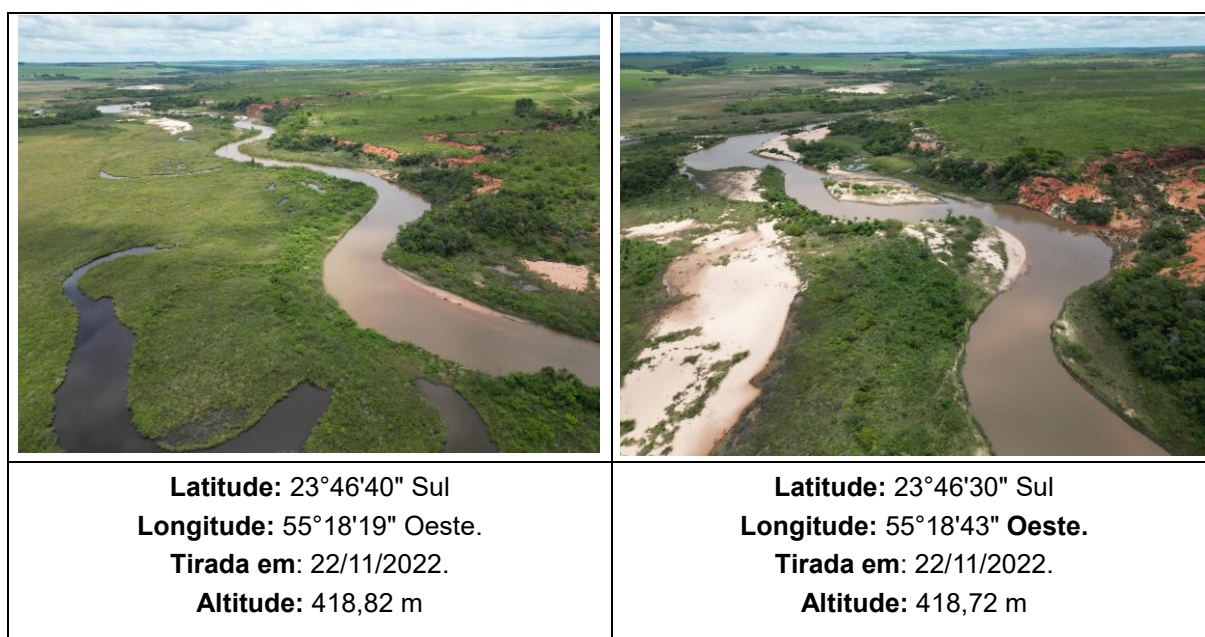 Latitude: 23°46'40" Sul
Longitude: 55°18'19" Oeste.
Tirada em: 22/11/2022.
Altitude: 418,82 m
Latitude: 23°46'30" Sul
Longitude: 55°18'43" Oeste.
Tirada em: 22/11/2022.
Altitude: 418,72 m